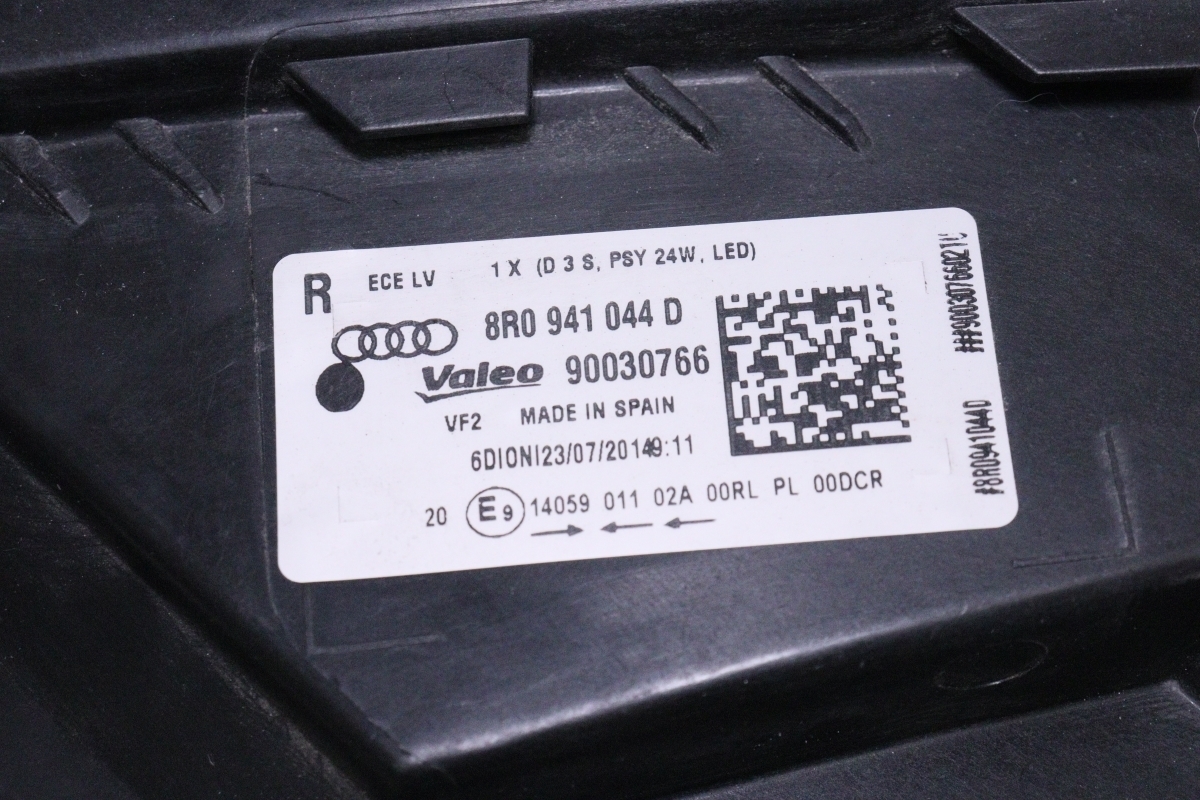 R ECE LV 1 X (D 3 S, PSY 24W, LED)
8R0 941 044 D
Valeo 90030766
VF2 MADE IN SPAIN
6DIONI23/07/20149:11
20 E9 14059 011 02A 00RL PL 00DCR
#8R0941044D